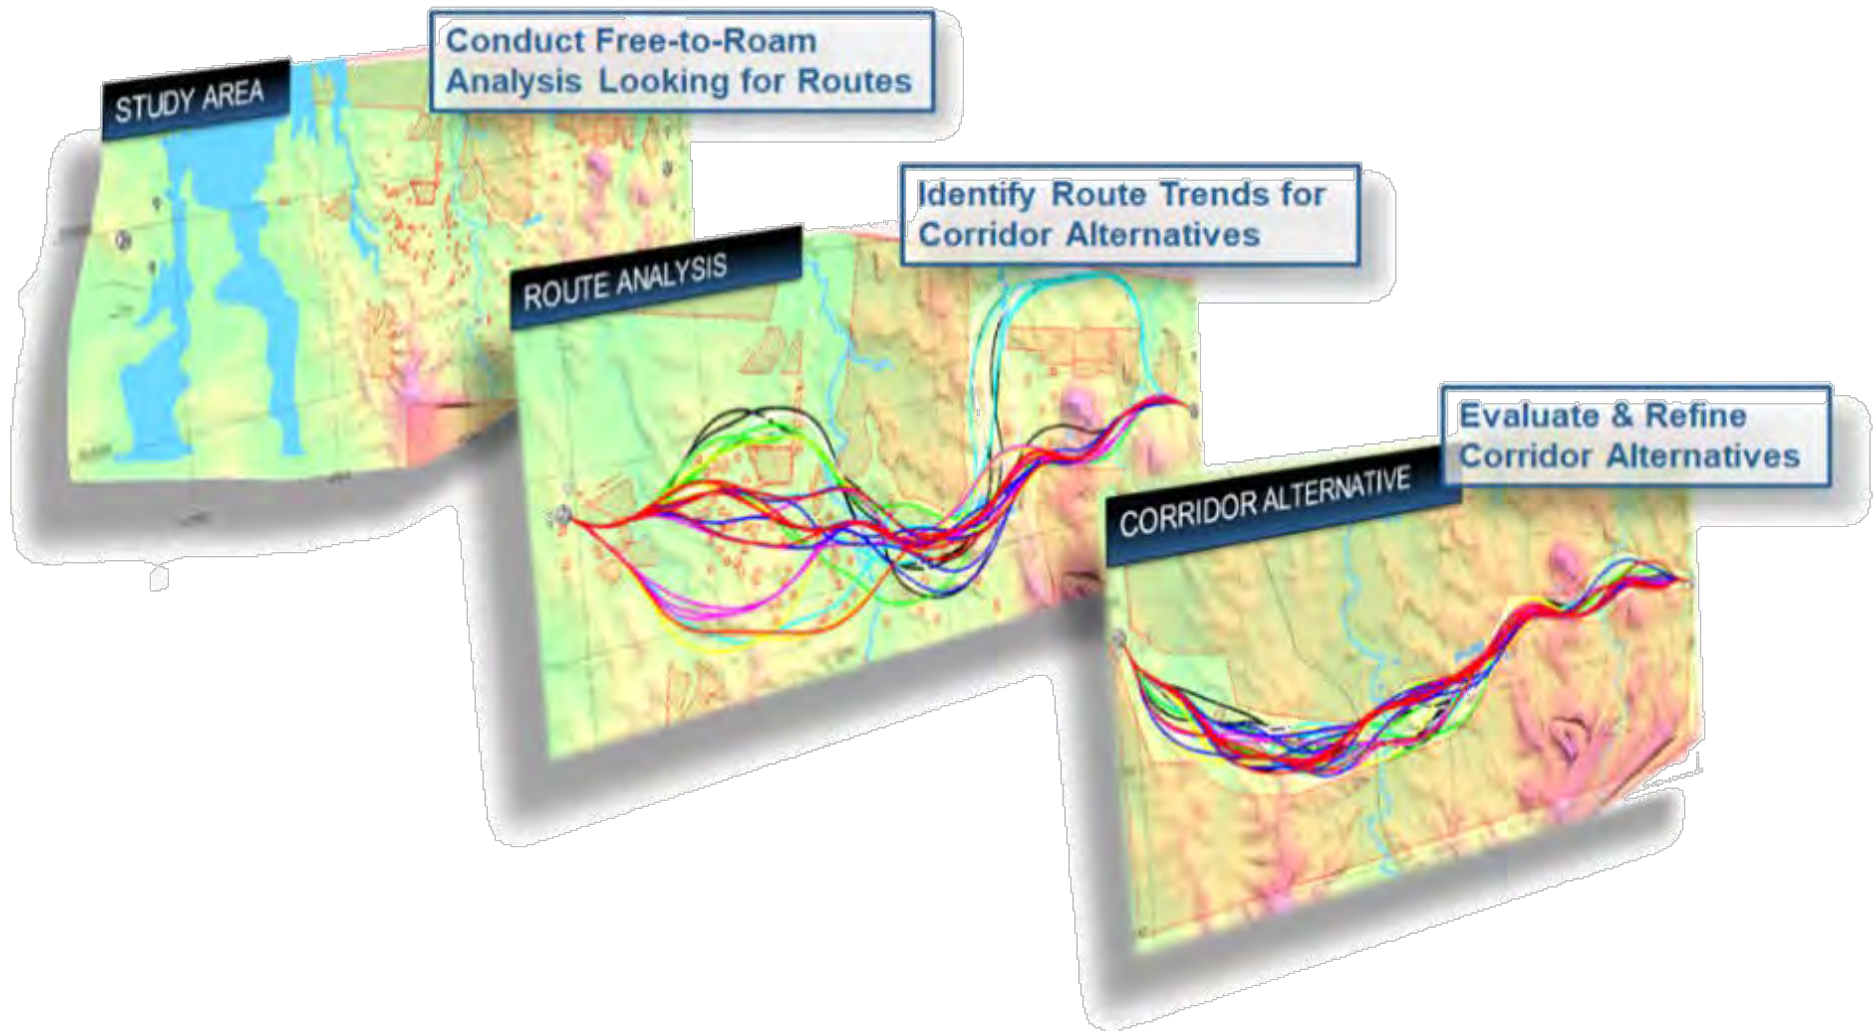 Conduct Free-to-Roam
Analysis Looking for Routes
STUDY AREA
Identify Route Trends for
Corridor Alternatives
ROUTE ANALYSIS
Evaluate & Refine
Corridor Alternatives
CORRIDOR ALTERNATIVE